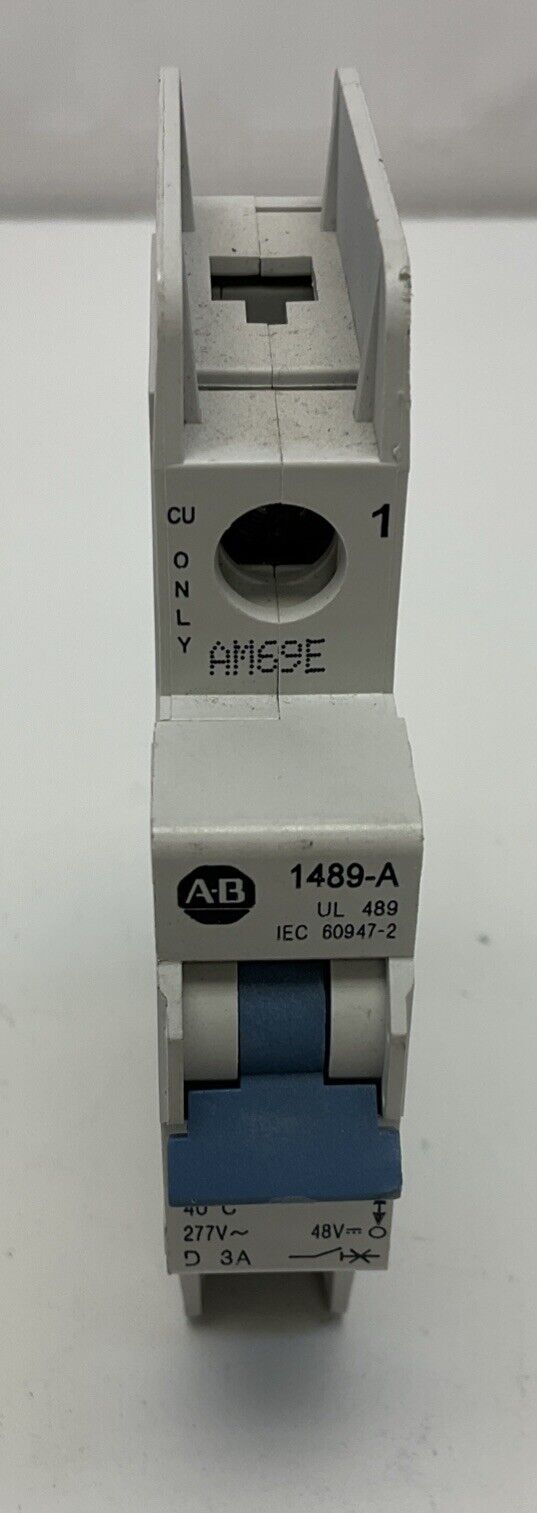 CU ONLY
1
AM69E
A-B
1489-A
UL 489
IEC 60947-2
40°C
277V~
48V⎓
D 3A